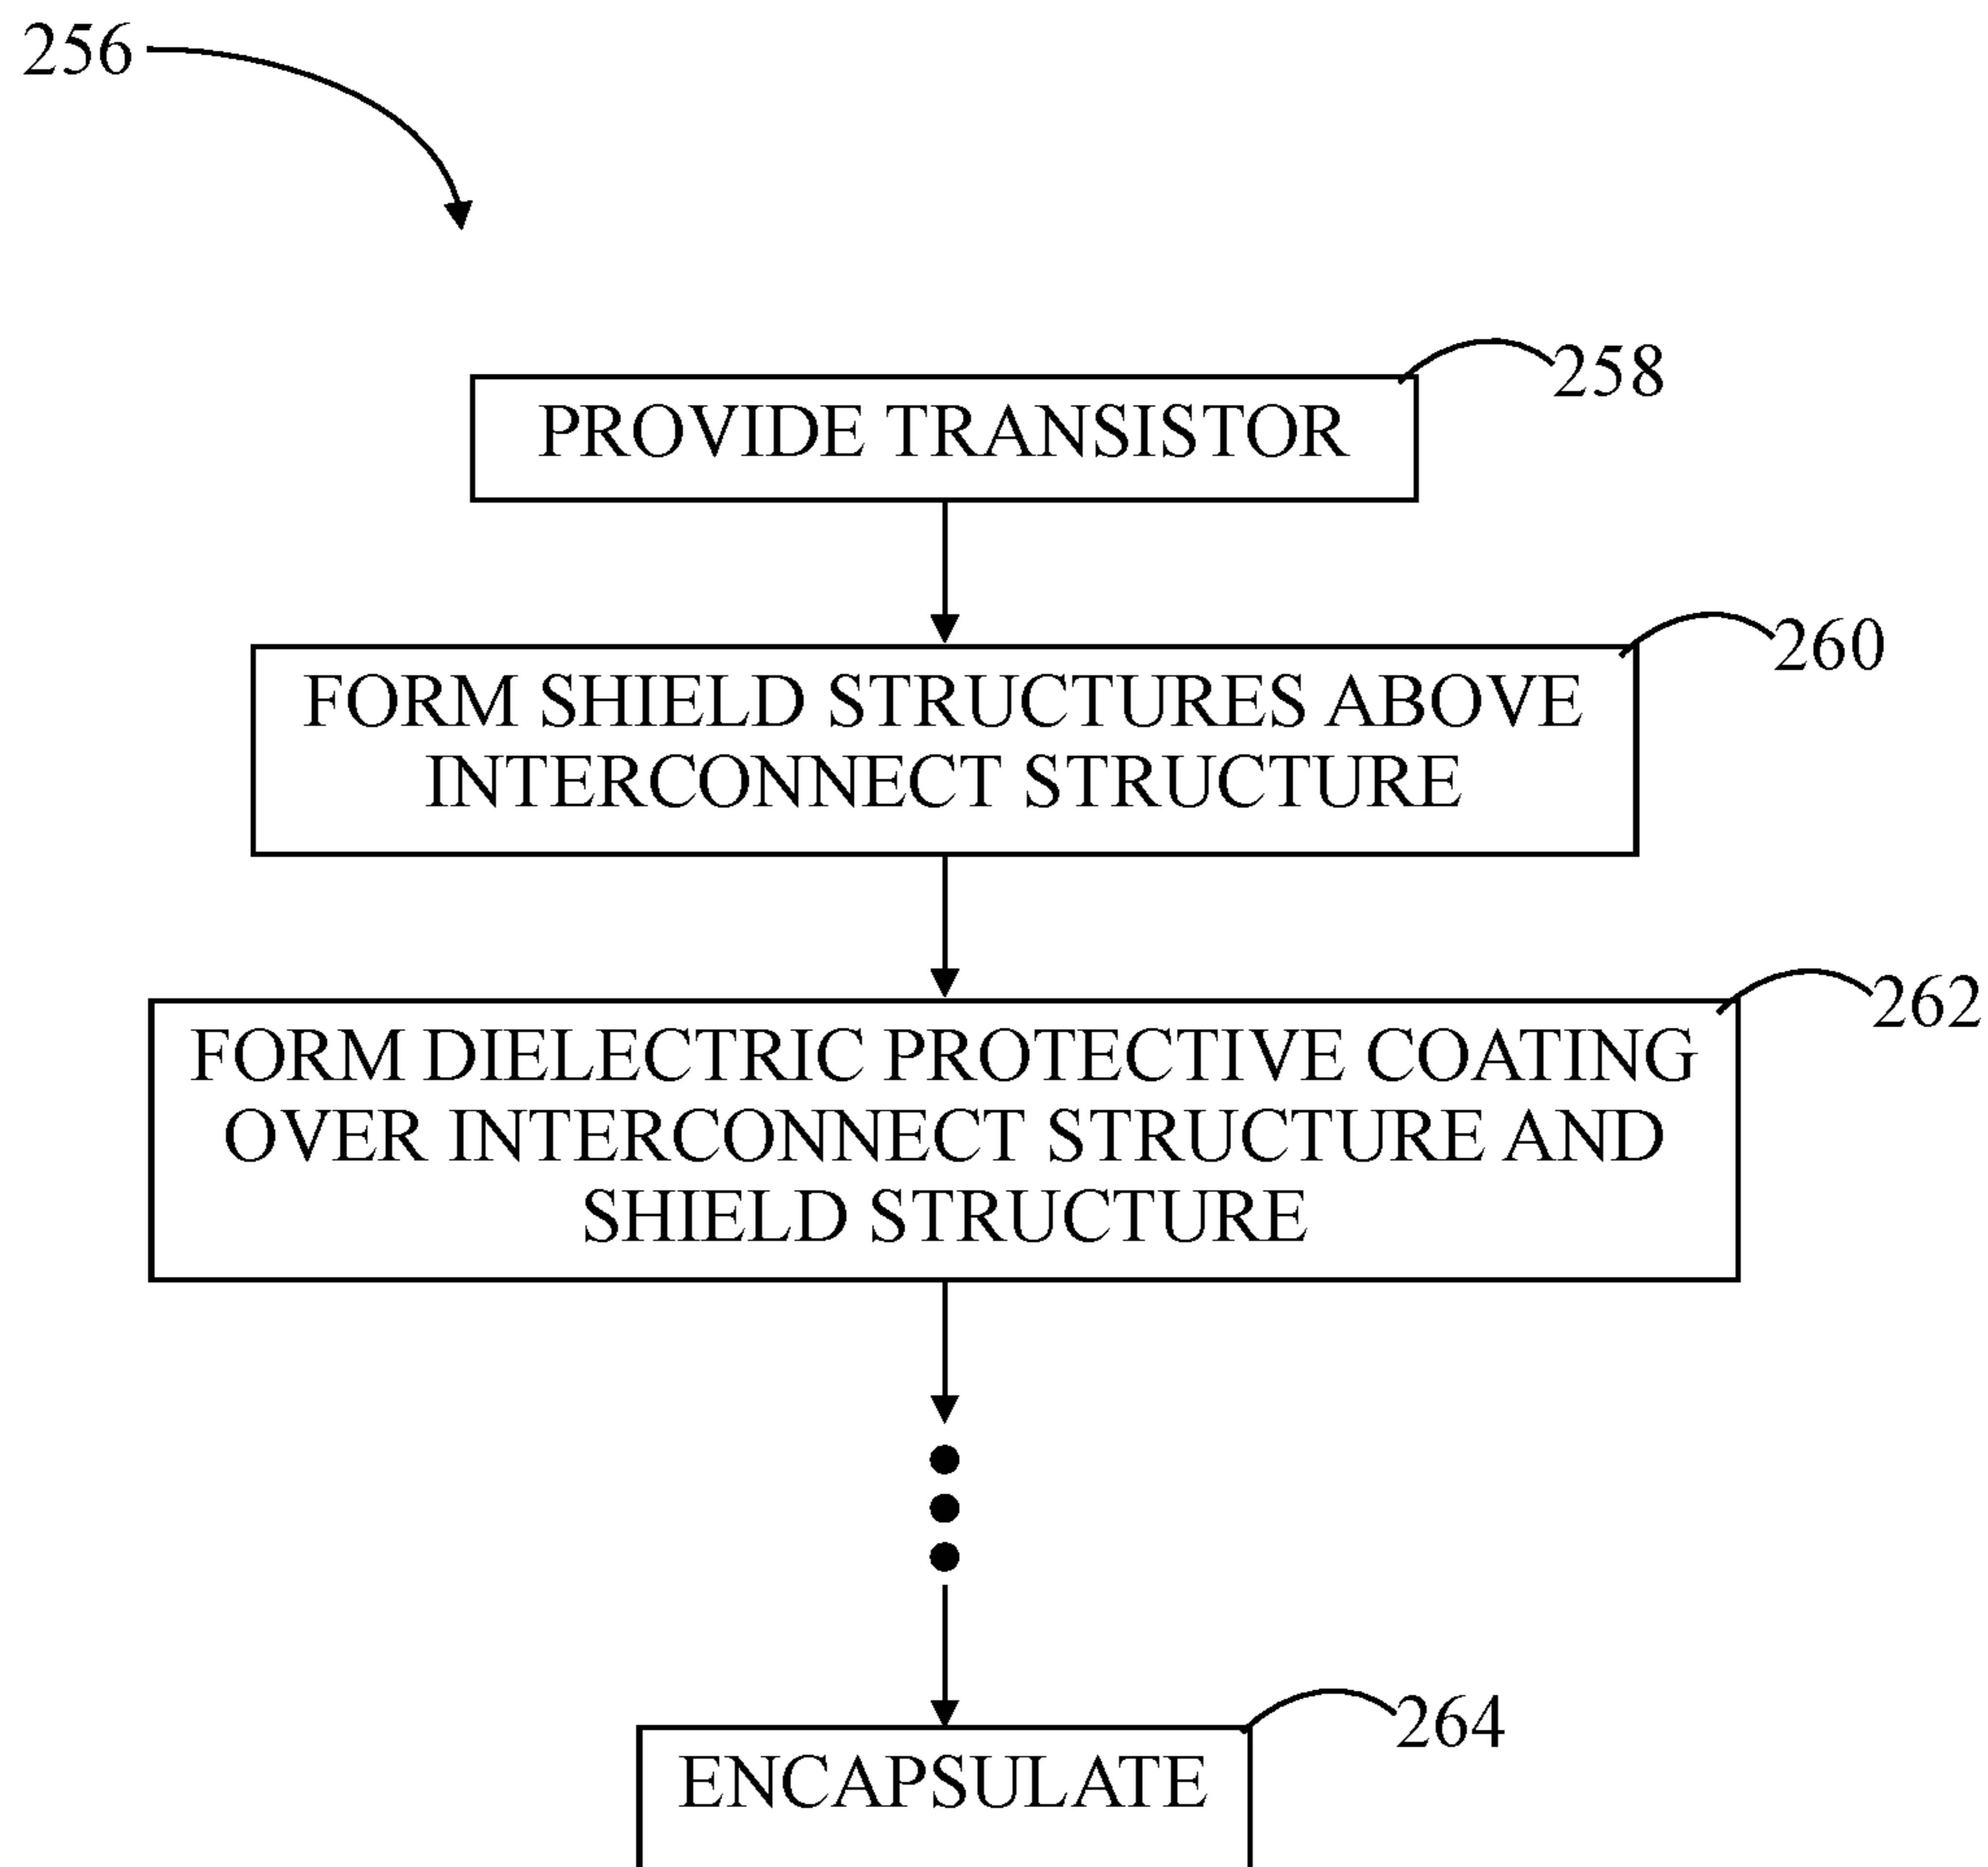 256
258
PROVIDE TRANSISTOR
260
FORM SHIELD STRUCTURES ABOVE
INTERCONNECT STRUCTURE
262
FORM DIELECTRIC PROTECTIVE COATING
OVER INTERCONNECT STRUCTURE AND
SHIELD STRUCTURE
264
ENCAPSULATE